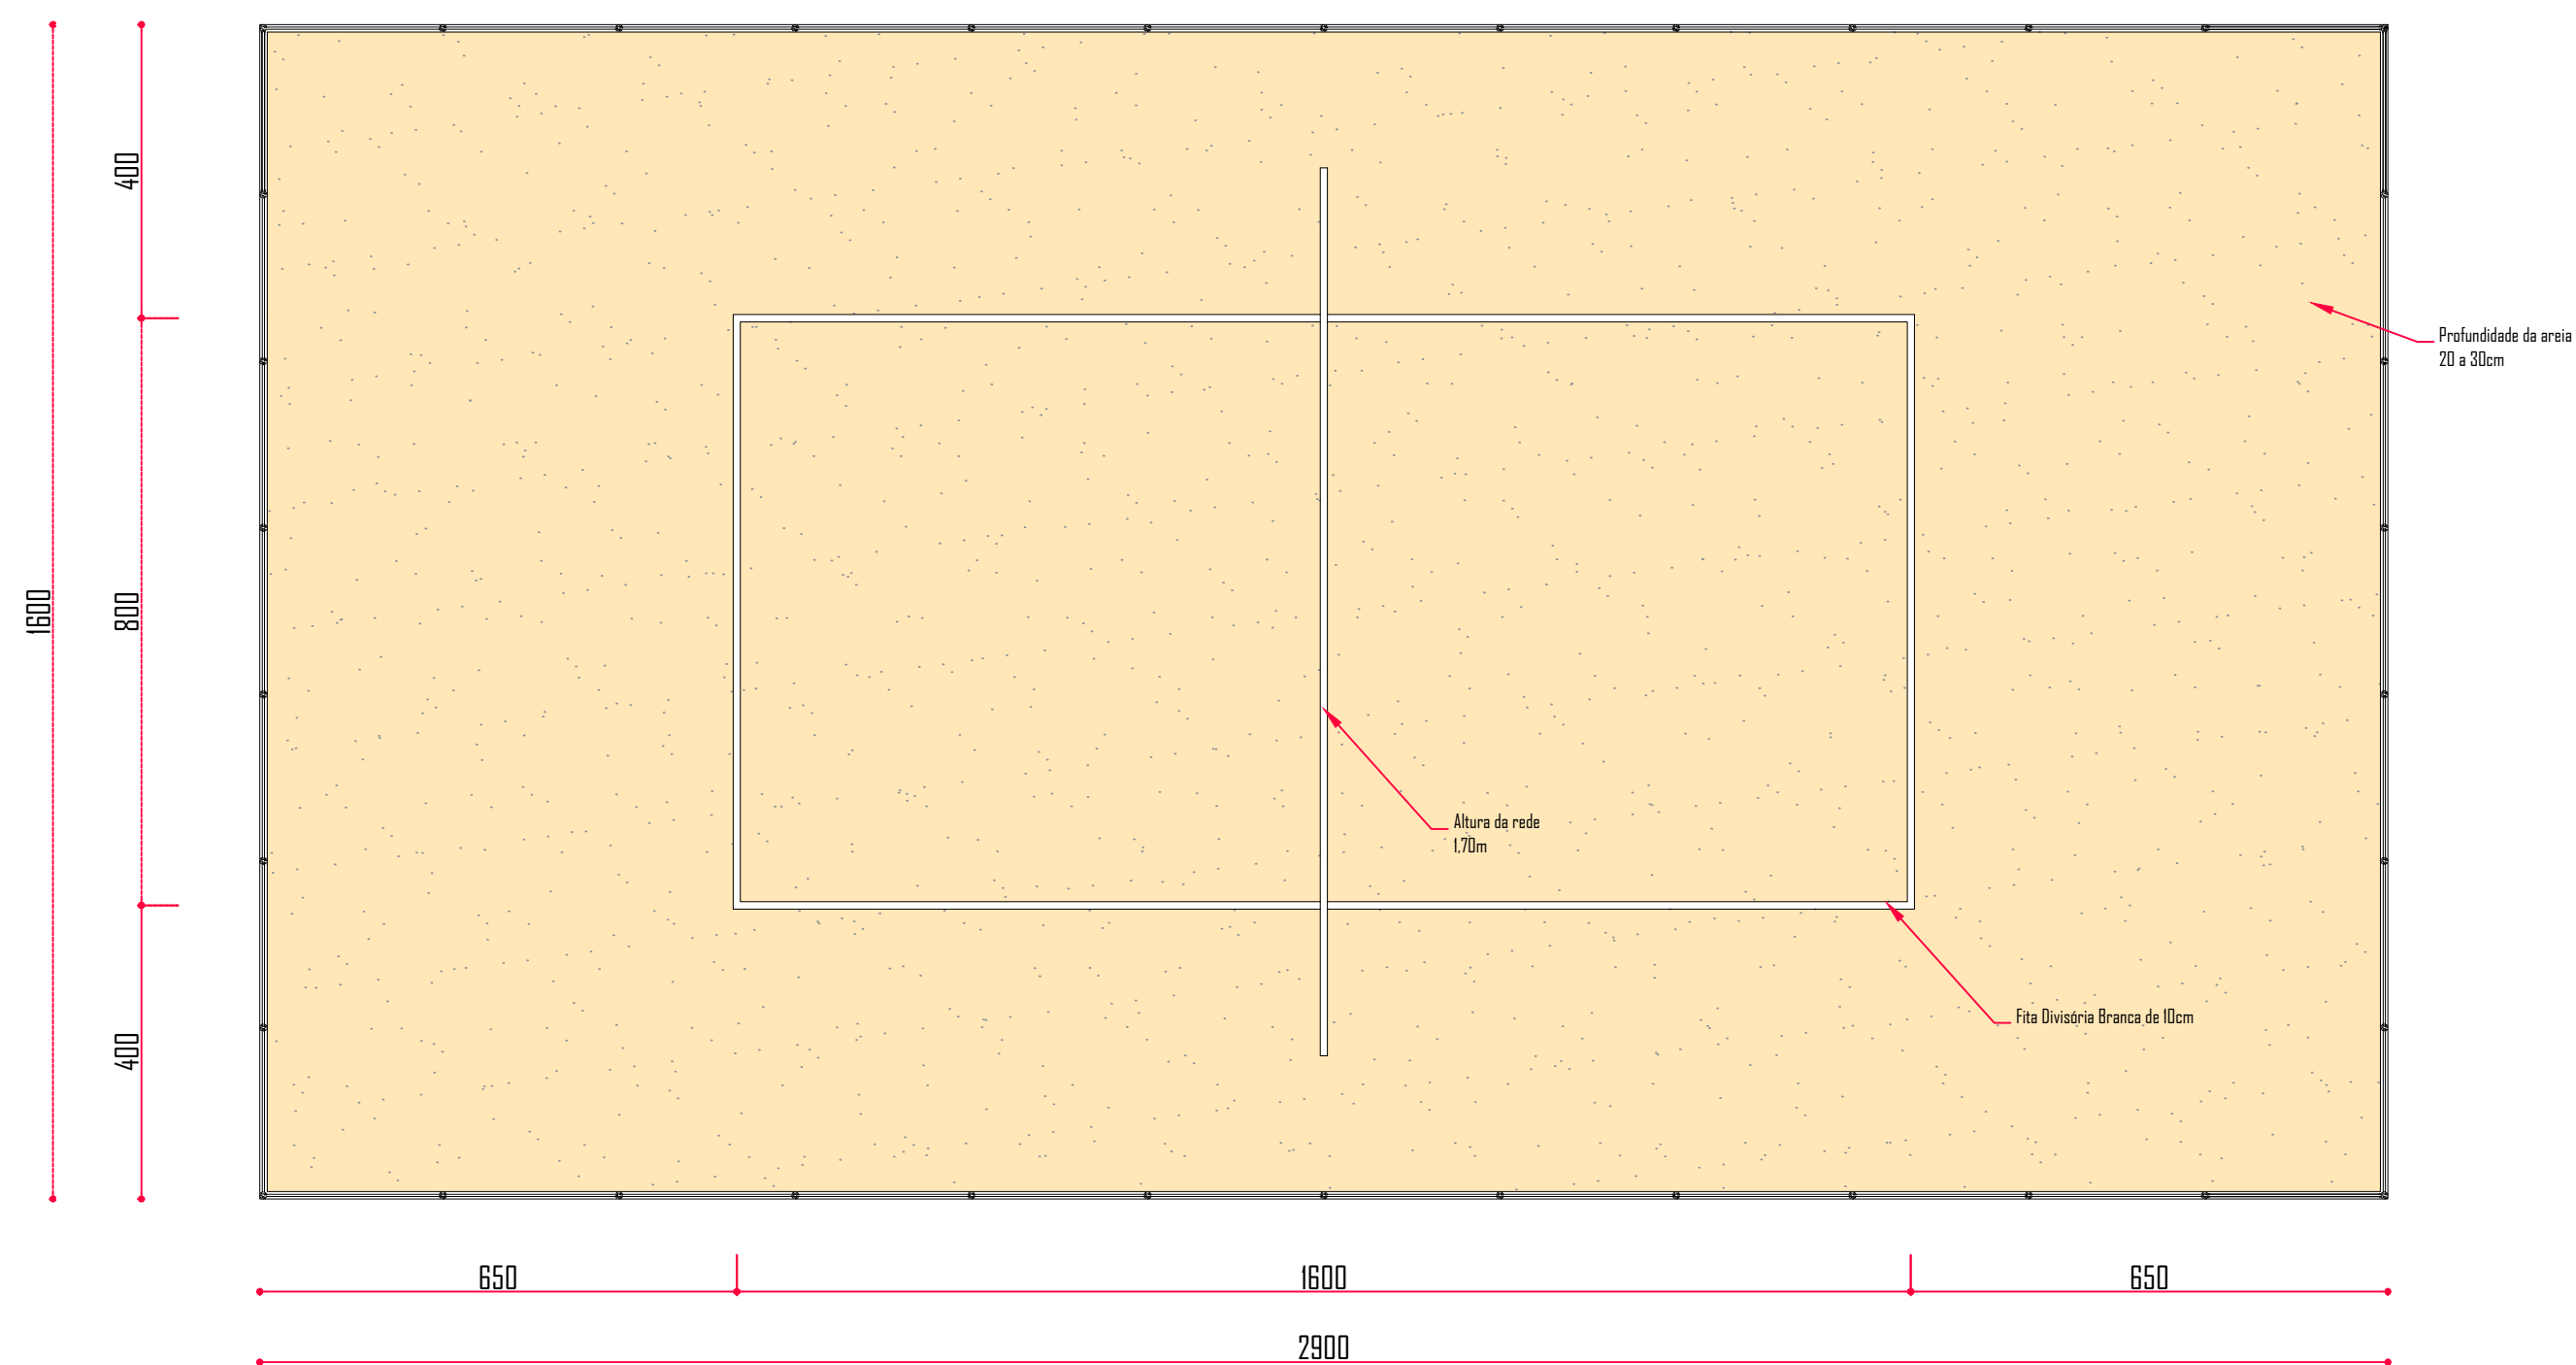 400
Profundidade da areia
20 a 30cm
1600
800
Altura da rede
1,70m
Fita Divisória Branca de 10cm
400
650
1600
650
2900